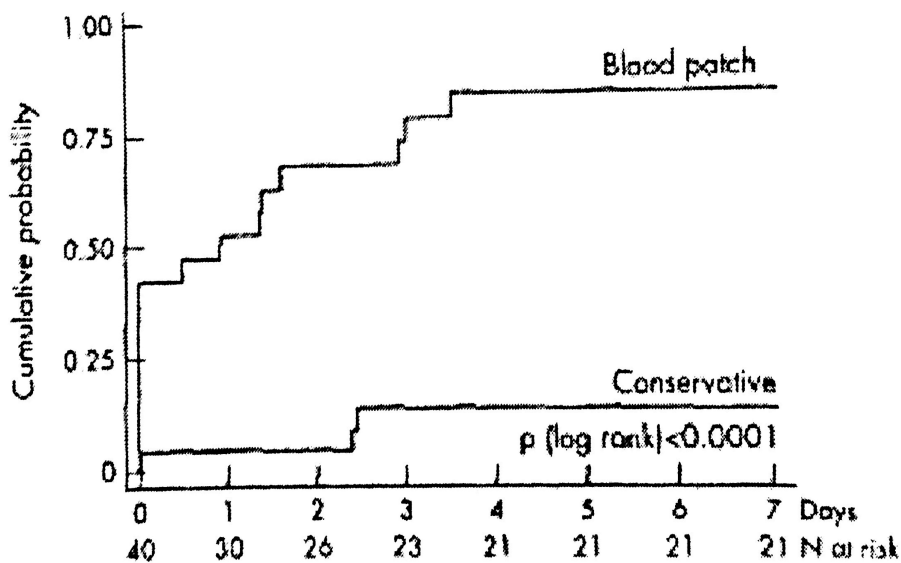 1 00
Blood patch
0 75
0 50
0 25
0
Cumulative probability
Conservative
p (log rank)<0.0001
0 1 2 3 4 5 6 7 Days
40 30 26 23 21 21 21 21 N at risk